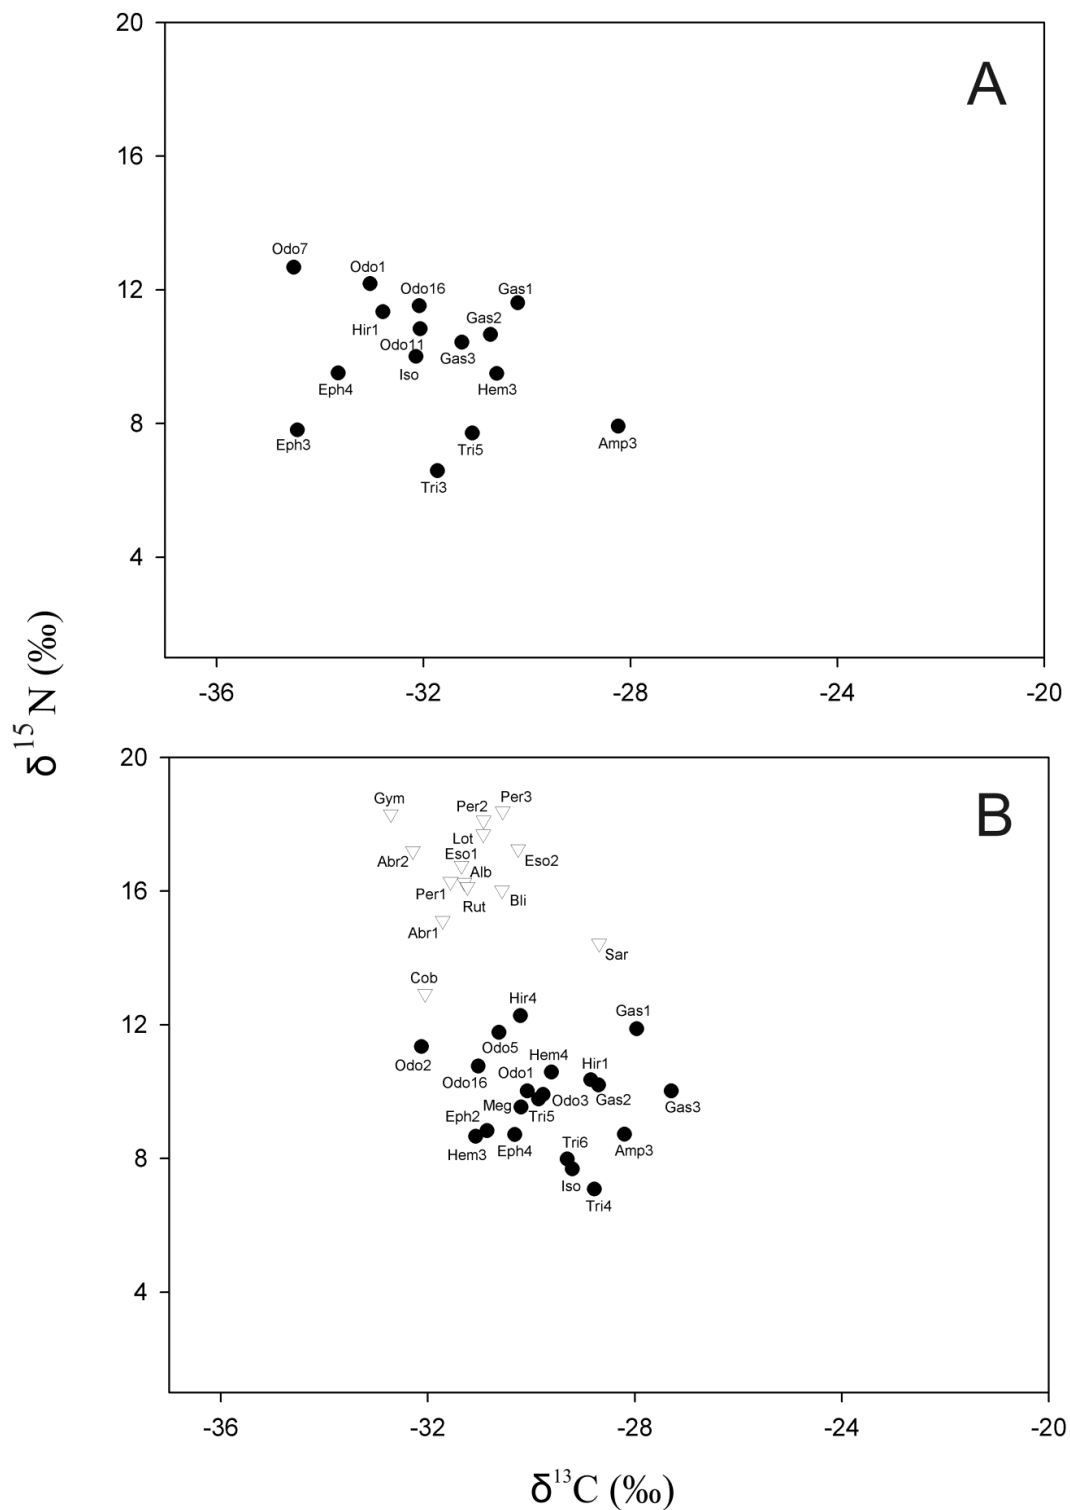 20
A
16
Odo7
Odo1
12
Odo16
Gas1
Hir1
Gas2
Odo11
Gas3
Iso
Eph4
Hem3
8
Eph3
Tri5
Amp3
Tri3
4
-36
-32
-28
-24
-20
δ15 N (‰)
20
B
Gym
Per2
Per3
Lot
Abr2
Eso1
Eso2
Alb
16
Per1
Rut
Bli
Abr1
Sar
Cob
Hir4
Gas1
12
Odo5
Odo2
Hem4
Hir1
Odo16
Odo1
Odo3
Gas2
Gas3
Meg
Tri5
Eph2
Hem3
Eph4
Tri6
Amp3
8
Iso
Tri4
4
-36
-32
-28
-24
-20
δ13C (‰)